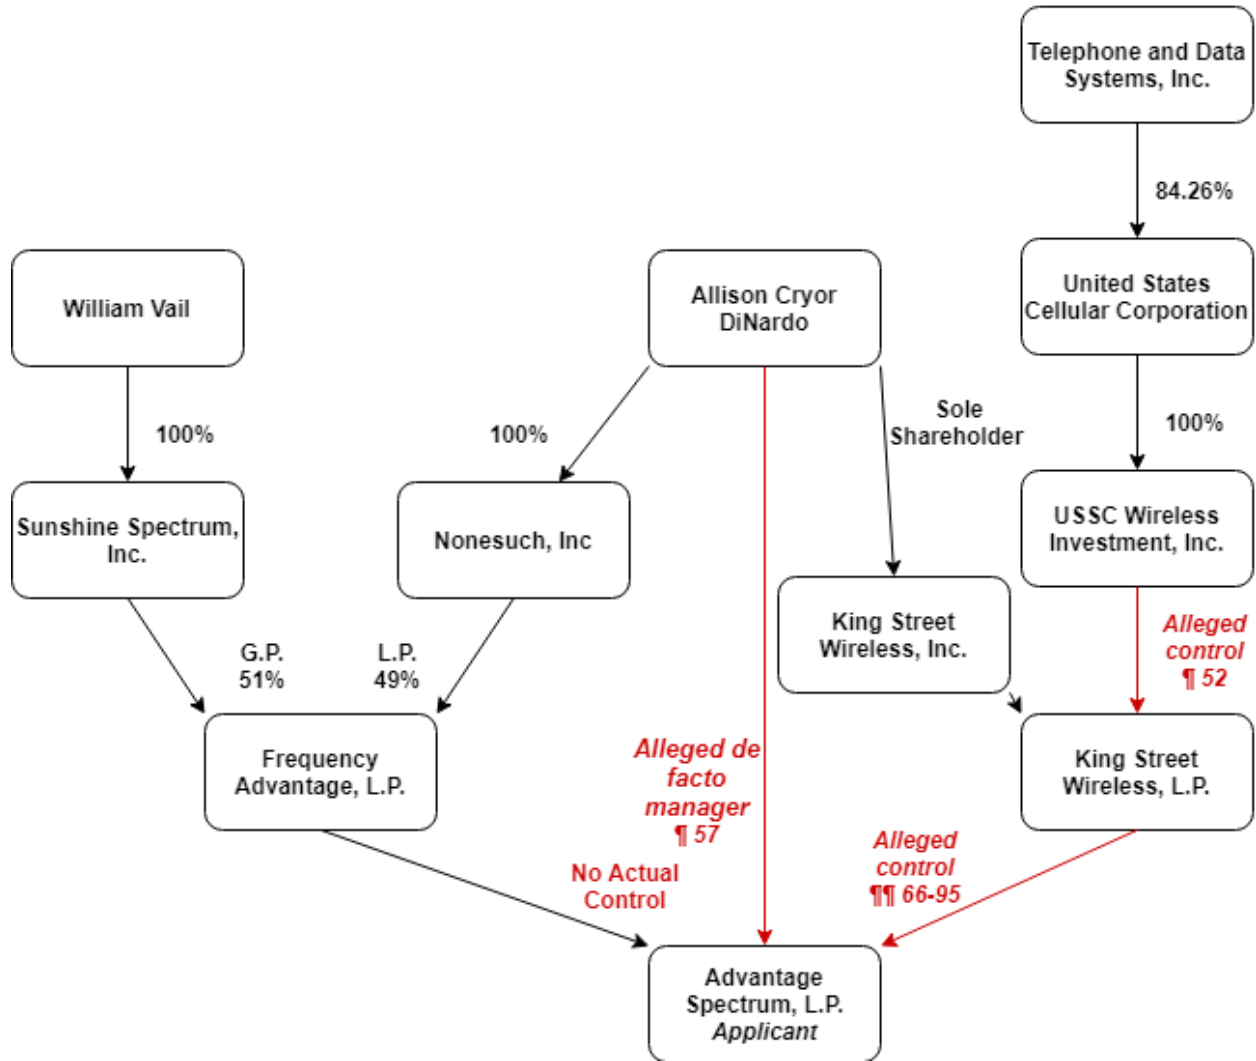 Telephone and Data
Systems, Inc.
84.26%
William Vail
Allison Cryor
DiNardo
United States
Cellular Corporation
100%
100%
Sole
Shareholder
100%
Sunshine Spectrum,
Inc.
Nonesuch, Inc
USSC Wireless
Investment, Inc.
King Street
Wireless, Inc.
Alleged
control
¶ 52
G.P.
51%
L.P.
49%
Frequency
Advantage, L.P.
Alleged de
facto
manager
¶ 57
King Street
Wireless, L.P.
No Actual
Control
Alleged
control
¶¶ 66-95
Advantage
Spectrum, L.P.
Applicant